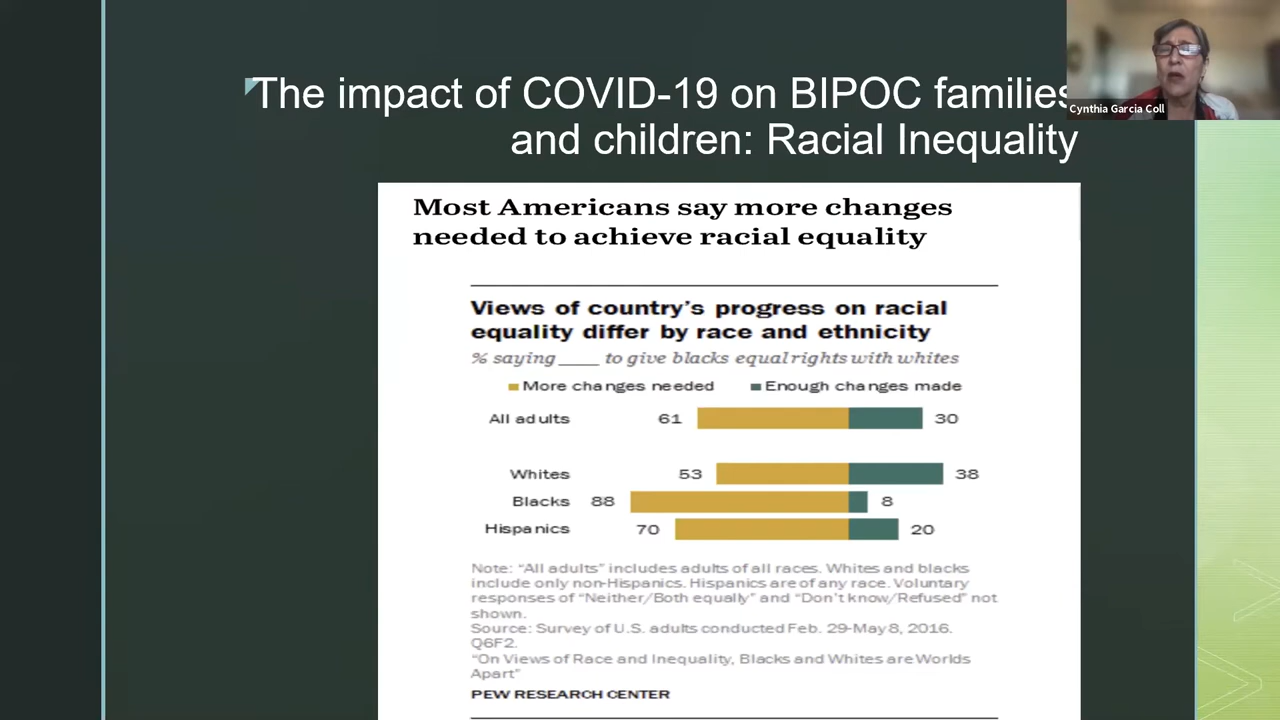 The impact of COVID-19 on BIPOC families
and children: Racial Inequality
Cynthia Garcia Coll
Most Americans say more changes
needed to achieve racial equality
Views of country's progress on racial
equality differ by race and ethnicity
% saying ____ to give blacks equal rights with whites
More changes needed Enough changes made
All adults 61 30
Whites 53 38
Blacks 88 8
Hispanics 70 20
Note: "All adults" includes adults of all races. Whites and blacks
include only non-Hispanics. Hispanics are of any race. Voluntary
responses of "Neither/Both equally" and "Don't know/Refused" not
shown.
Source: Survey of U.S. adults conducted Feb. 29-May 8, 2016.
Q6F2.
"On Views of Race and Inequality, Blacks and Whites are Worlds
Apart"
PEW RESEARCH CENTER